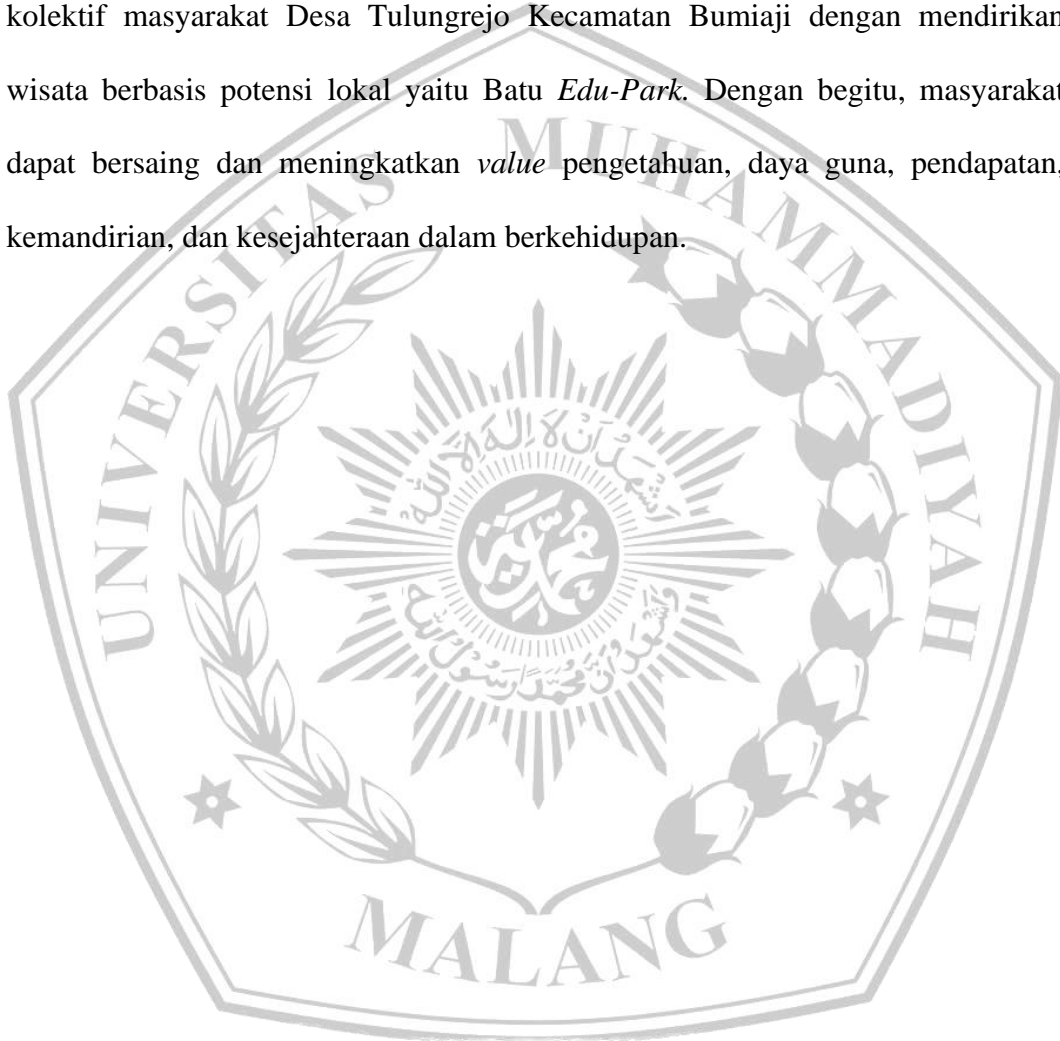 kolektif masyarakat Desa Tulungrejo Kecamatan Bumiaji dengan mendirikan
wisata berbasis potensi lokal yaitu Batu Edu-Park. Dengan begitu, masyarakat
dapat bersaing dan meningkatkan value pengetahuan, daya guna, pendapatan,
kemandirian, dan kesejahteraan dalam berkehidupan.
UNIVERSITAS MUHAMMADIYAH
MALANG